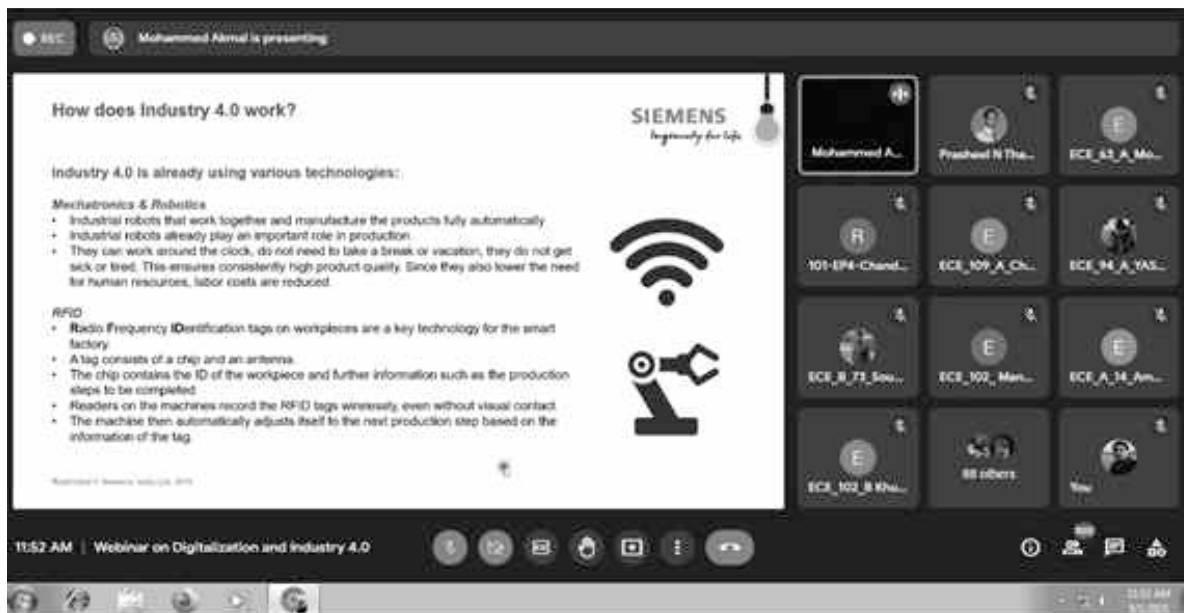 REC
Mohammed Akmal is presenting
How does Industry 4.0 work?
SIEMENS
Ingenuity for life
Industry 4.0 is already using various technologies:
Mechatronics & Robotics
• Industrial robots that work together and manufacture the products fully automatically
• Industrial robots already play an important role in production
• They can work around the clock, do not need to take a break or vacation, they do not get
sick or tired. This ensures consistently high product quality. Since they also lower the need
for human resources, labor costs are reduced
RFID
• Radio Frequency IDentification tags on workpieces are a key technology for the smart
factory
• A tag consists of a chip and an antenna.
• The chip contains the ID of the workpiece and further information such as the production
steps to be completed
• Readers on the machines record the RFID tags wirelessly, even without visual contact
• The machine then automatically adjusts itself to the next production step based on the
information of the tag.
Mohammed A...
Prasheel N Tha...
ECE_63_A_Mo...
R
101-EP4-Chand...
E
ECE_109_A_Ch...
ECE_94_A_YAS...
ECE_B_73_Sou...
E
ECE_102_ Man...
E
ECE_A_14_Am...
E
ECE_102_B Khu...
88 others
You
11:52 AM | Webinar on Digitalization and Industry 4.0